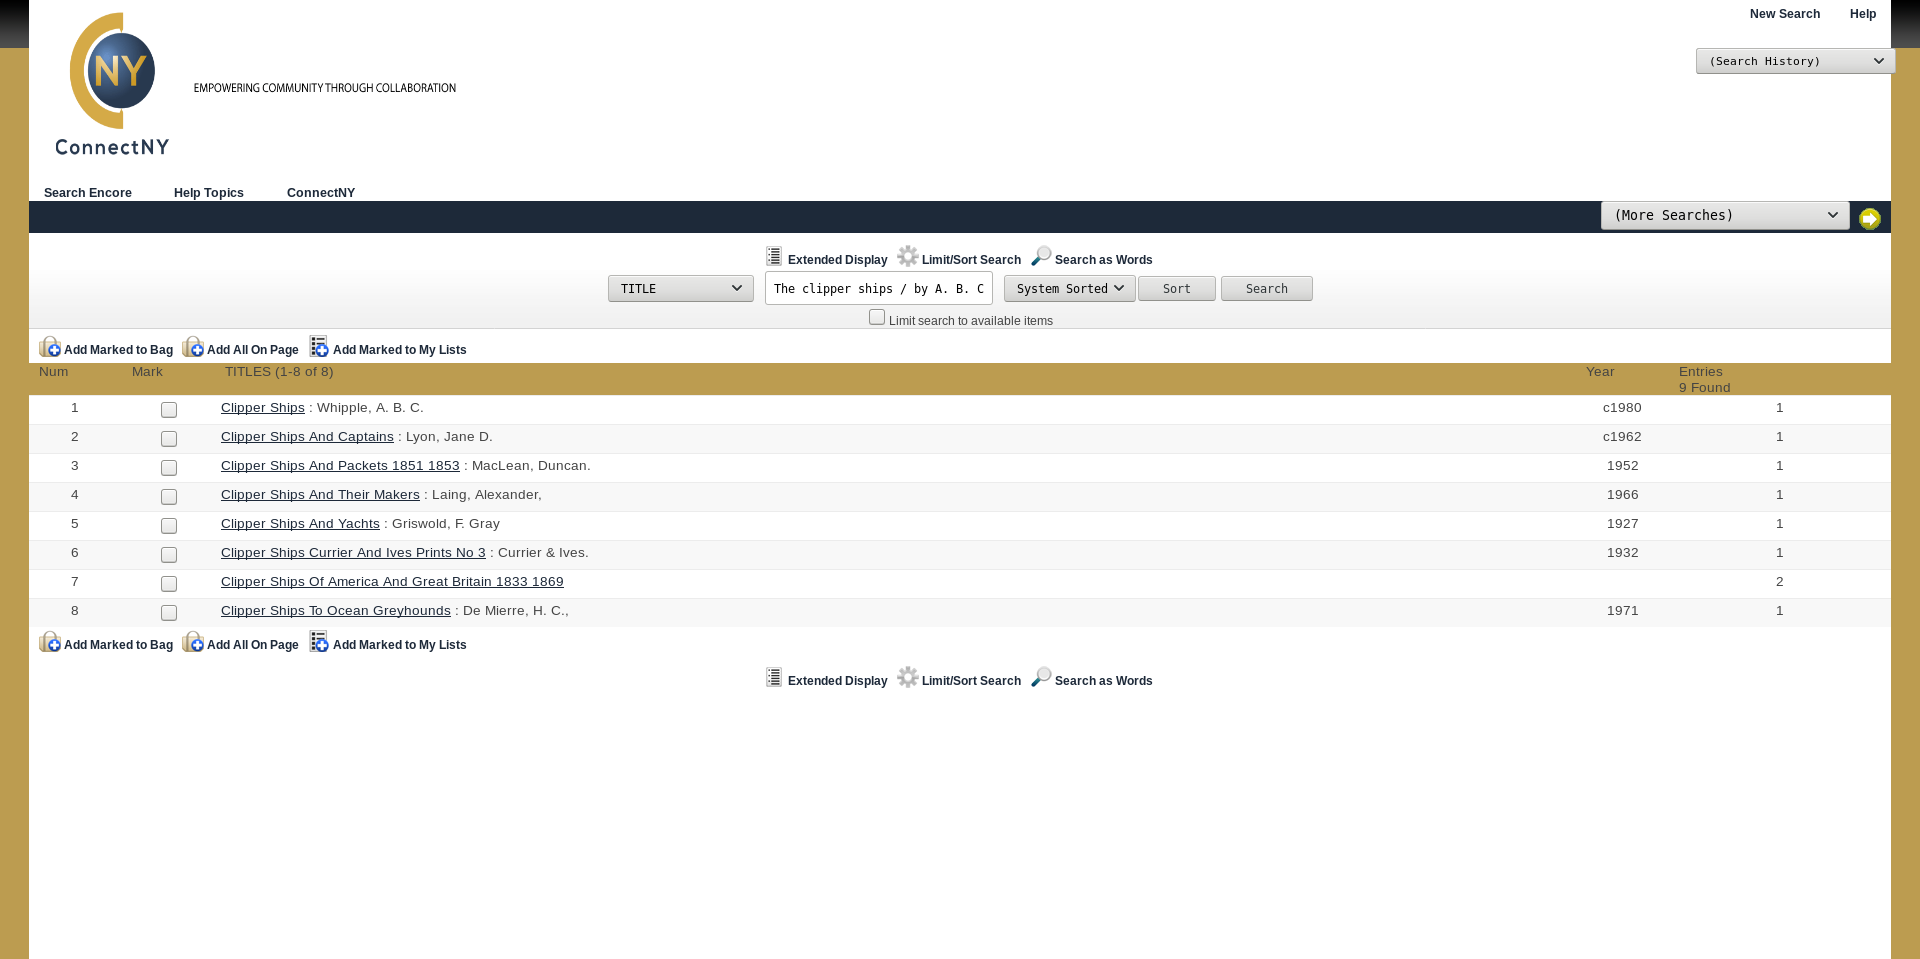 New Search Help
(Search History)
NY
EMPOWERING COMMUNITY THROUGH COLLABORATION
ConnectNY
Search Encore Help Topics ConnectNY
(More Searches)
Extended Display Limit/Sort Search Search as Words
TITLE The clipper ships / by A. B. C System Sorted Sort Search
Limit search to available items
Add Marked to Bag Add All On Page Add Marked to My Lists
Num Mark TITLES (1-8 of 8) Year Entries
9 Found
1 Clipper Ships : Whipple, A. B. C. c1980 1
2 Clipper Ships And Captains : Lyon, Jane D. c1962 1
3 Clipper Ships And Packets 1851 1853 : MacLean, Duncan. 1952 1
4 Clipper Ships And Their Makers : Laing, Alexander, 1966 1
5 Clipper Ships And Yachts : Griswold, F. Gray 1927 1
6 Clipper Ships Currier And Ives Prints No 3 : Currier & Ives. 1932 1
7 Clipper Ships Of America And Great Britain 1833 1869 2
8 Clipper Ships To Ocean Greyhounds : De Mierre, H. C., 1971 1
Add Marked to Bag Add All On Page Add Marked to My Lists
Extended Display Limit/Sort Search Search as Words